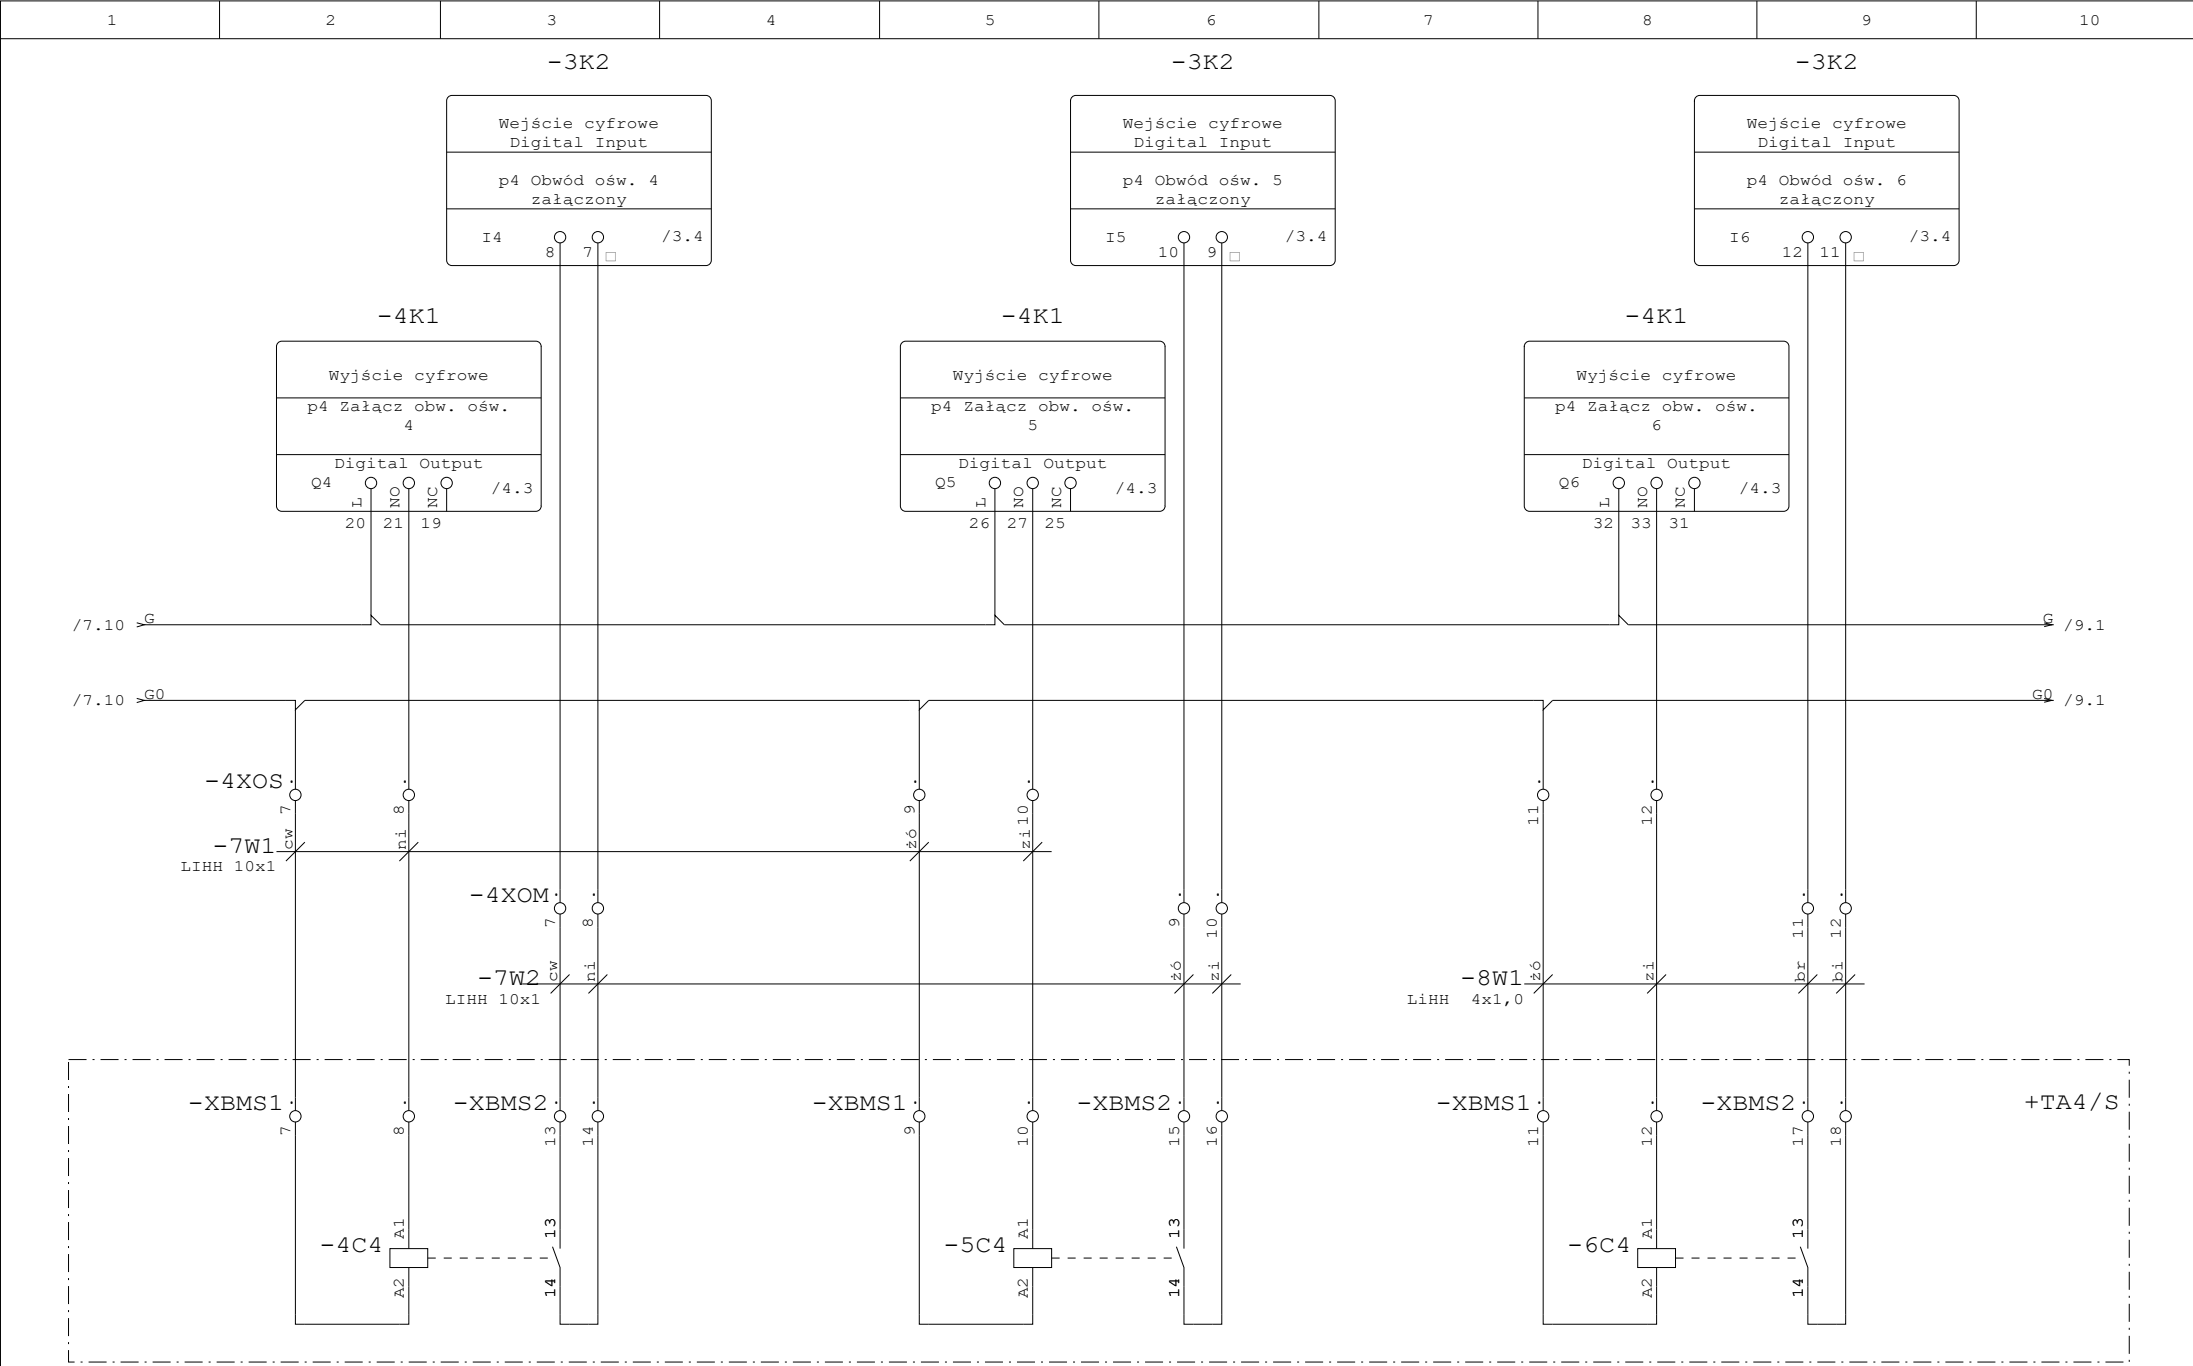 1 2 3 4 5 6 7 8 9 10
-3K2 -3K2 -3K2
Wejście cyfrowe Wejście cyfrowe Wejście cyfrowe
Digital Input Digital Input Digital Input
p4 Obwód ośw. 4 p4 Obwód ośw. 5 p4 Obwód ośw. 6
załączony załączony załączony
I4 /3.4 I5 /3.4 I6 /3.4
8 7 10 9 12 11
-4K1 -4K1 -4K1
Wyjście cyfrowe Wyjście cyfrowe Wyjście cyfrowe
p4 Załącz obw. ośw. p4 Załącz obw. ośw. p4 Załącz obw. ośw.
4 5 6
Digital Output Digital Output Digital Output
Q4 L NO NC /4.3 Q5 L NO NC /4.3 Q6 L NO NC /4.3
20 21 19 26 27 25 32 33 31
/7.10 G G /9.1
/7.10 G0 G0 /9.1
-4XOS
7 8 9 10 11 12
-7W1 cw ni żó zi
LIHH 10x1
-4XOM
7 8 9 10 11 12
-7W2 cw ni żó zi -8W1 żó zi br bi
LIHH 10x1 LiHH 4x1,0
-XBMS1 -XBMS2 -XBMS1 -XBMS2 -XBMS1 -XBMS2 +TA4/S
7 8 13 14 9 10 15 16 11 12 17 18
A1 13 A1 13 A1 13
-4C4 -5C4 -6C4
A2 14 A2 14 A2 14